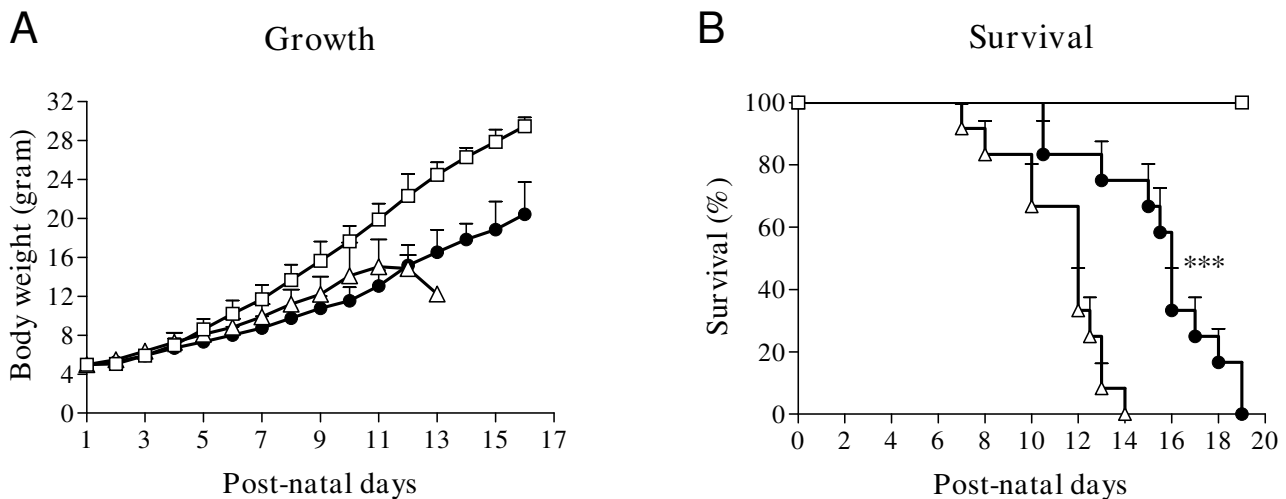 A
Growth
Body weight (gram)
32
28
24
20
16
12
8
4
0
1 3 5 7 9 11 13 15 17
Post-natal days
B
Survival
Survival (%)
100
80
60
40
20
0
***
0 2 4 6 8 10 12 14 16 18 20
Post-natal days